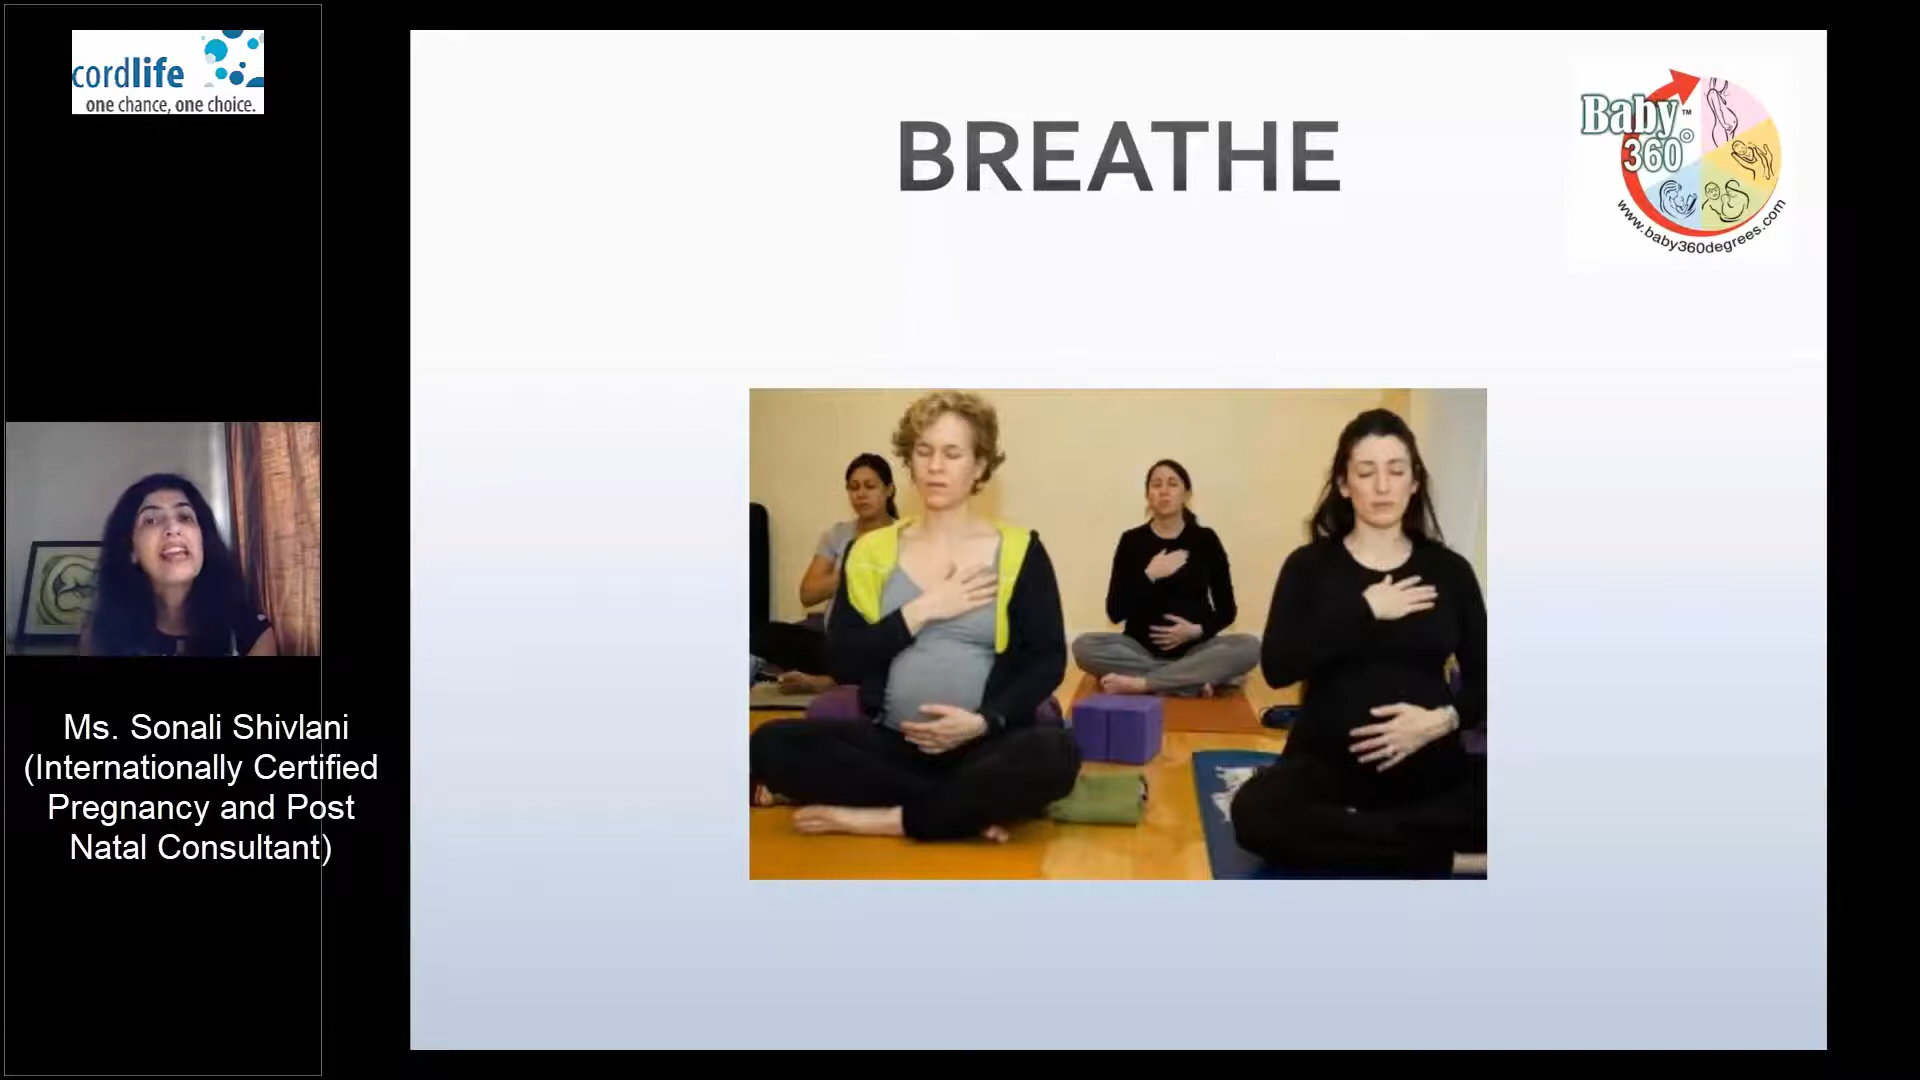 cordlife
one chance, one choice.
BREATHE
Baby™
360°
www.baby360degrees.com
Ms. Sonali Shivlani
(Internationally Certified
Pregnancy and Post
Natal Consultant)